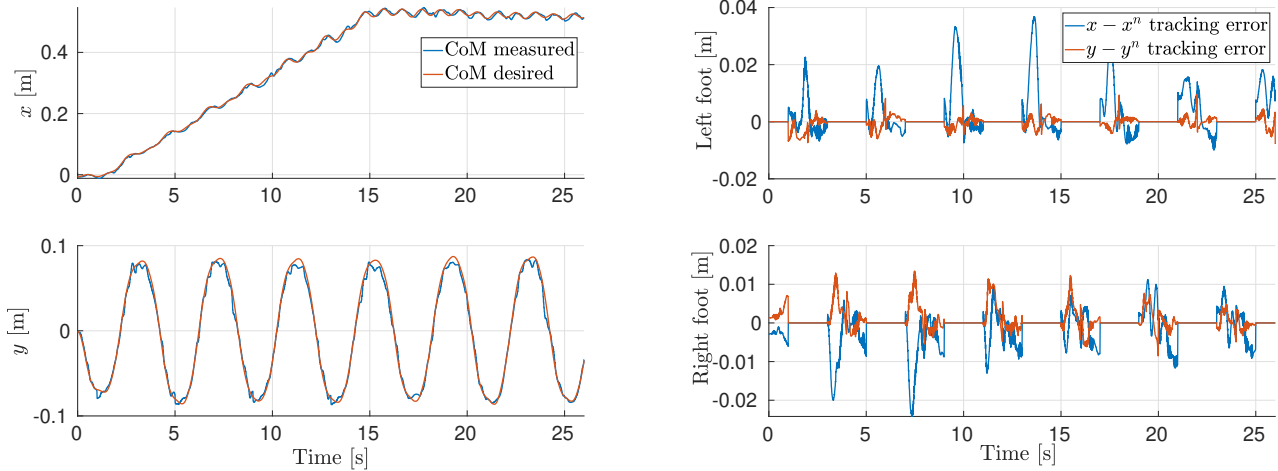 x [m]
0.4
0.2
0
CoM measured
CoM desired
0 5 10 15 20 25
y [m]
0.1
0
-0.1
0 5 10 15 20 25
Time [s]
Left foot [m]
0.04
0.02
0
-0.02
x − xⁿ tracking error
y − yⁿ tracking error
0 5 10 15 20 25
Right foot [m]
0.02
0.01
0
-0.01
-0.02
0 5 10 15 20 25
Time [s]